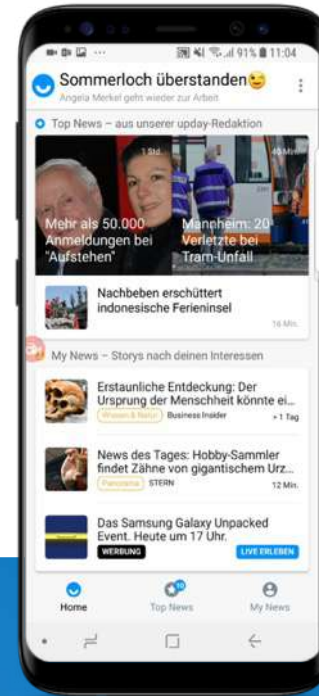 91% 11:04
Sommerloch überstanden😉
Angela Merkel geht wieder zur Arbeit
Top News – aus unserer upday-Redaktion
1 Std.
Mehr als 50.000
Anmeldungen bei
"Aufstehen"
40 Min.
Mannheim: 20
Verletzte bei
Tram-Unfall
Nachbeben erschüttert
indonesische Ferieninsel
16 Min.
My News – Storys nach deinen Interessen
Erstaunliche Entdeckung: Der
Ursprung der Menschheit könnte ei...
Wissen & Natur Business Insider > 1 Tag
News des Tages: Hobby-Sammler
findet Zähne von gigantischem Urz...
Panorama STERN 12 Min.
Das Samsung Galaxy Unpacked
Event. Heute um 17 Uhr.
WERBUNG LIVE ERLEBEN
10
Home Top News My News